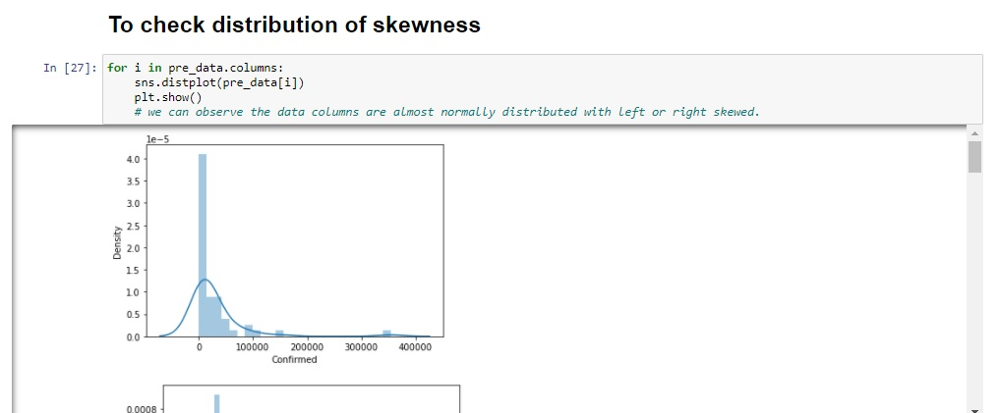 To check distribution of skewness
In [27]: for i in pre_data.columns:
sns.distplot(pre_data[i])
plt.show()
# we can observe the data columns are almost normally distributed with left or right skewed.
1e−5
4.0
3.5
3.0
2.5
2.0
1.5
1.0
0.5
0.0
Density
0 100000 200000 300000 400000
Confirmed
0.0008